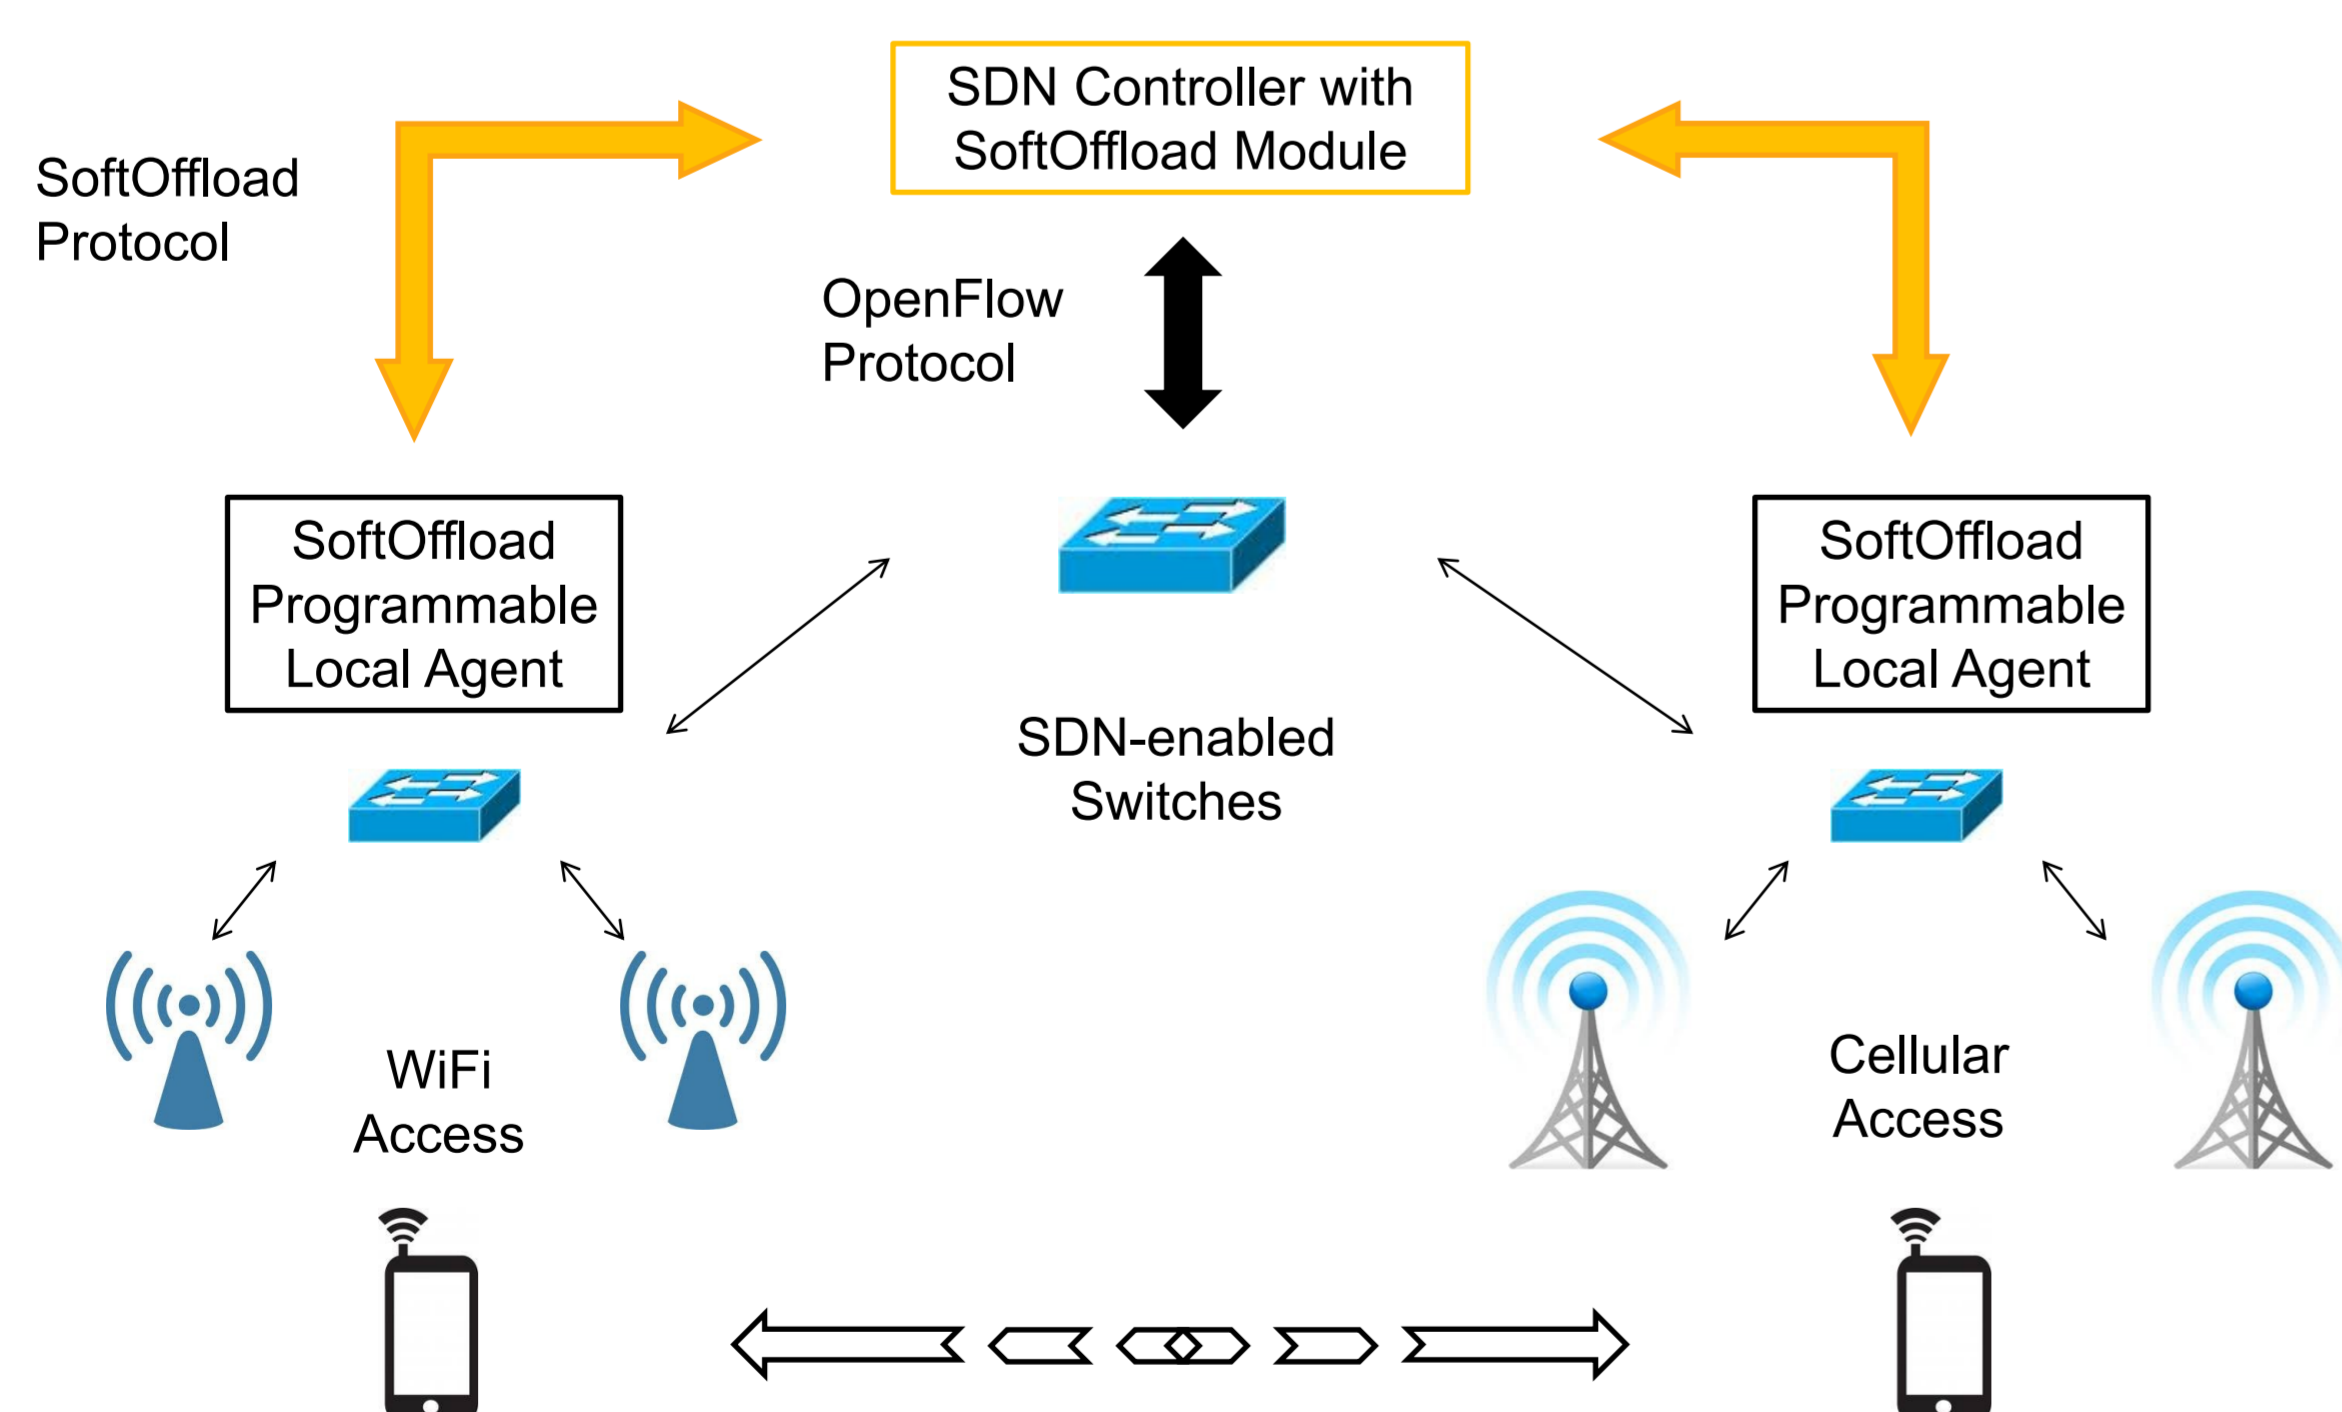 SDN Controller with
SoftOffload Module
SoftOffload
Protocol
OpenFlow
Protocol
SoftOffload
Programmable
Local Agent
SoftOffload
Programmable
Local Agent
SDN-enabled
Switches
WiFi
Access
Cellular
Access